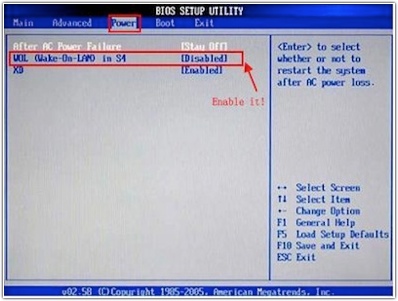 BIOS SETUP UTILITY
Main Advanced Power Boot Exit
After AC Power Failure [Stay Off]
WOL (Wake-On-LAN) in S4 [Disabled]
XD [Enabled]
Enable it!
<Enter> to select
whether or not to
restart the system
after AC power loss.
↔ Select Screen
↑↓ Select Item
+- Change Option
F1 General Help
F5 Load Setup Defaults
F10 Save and Exit
ESC Exit
v02.58 (C)Copyright 1985-2005, American Megatrends, Inc.